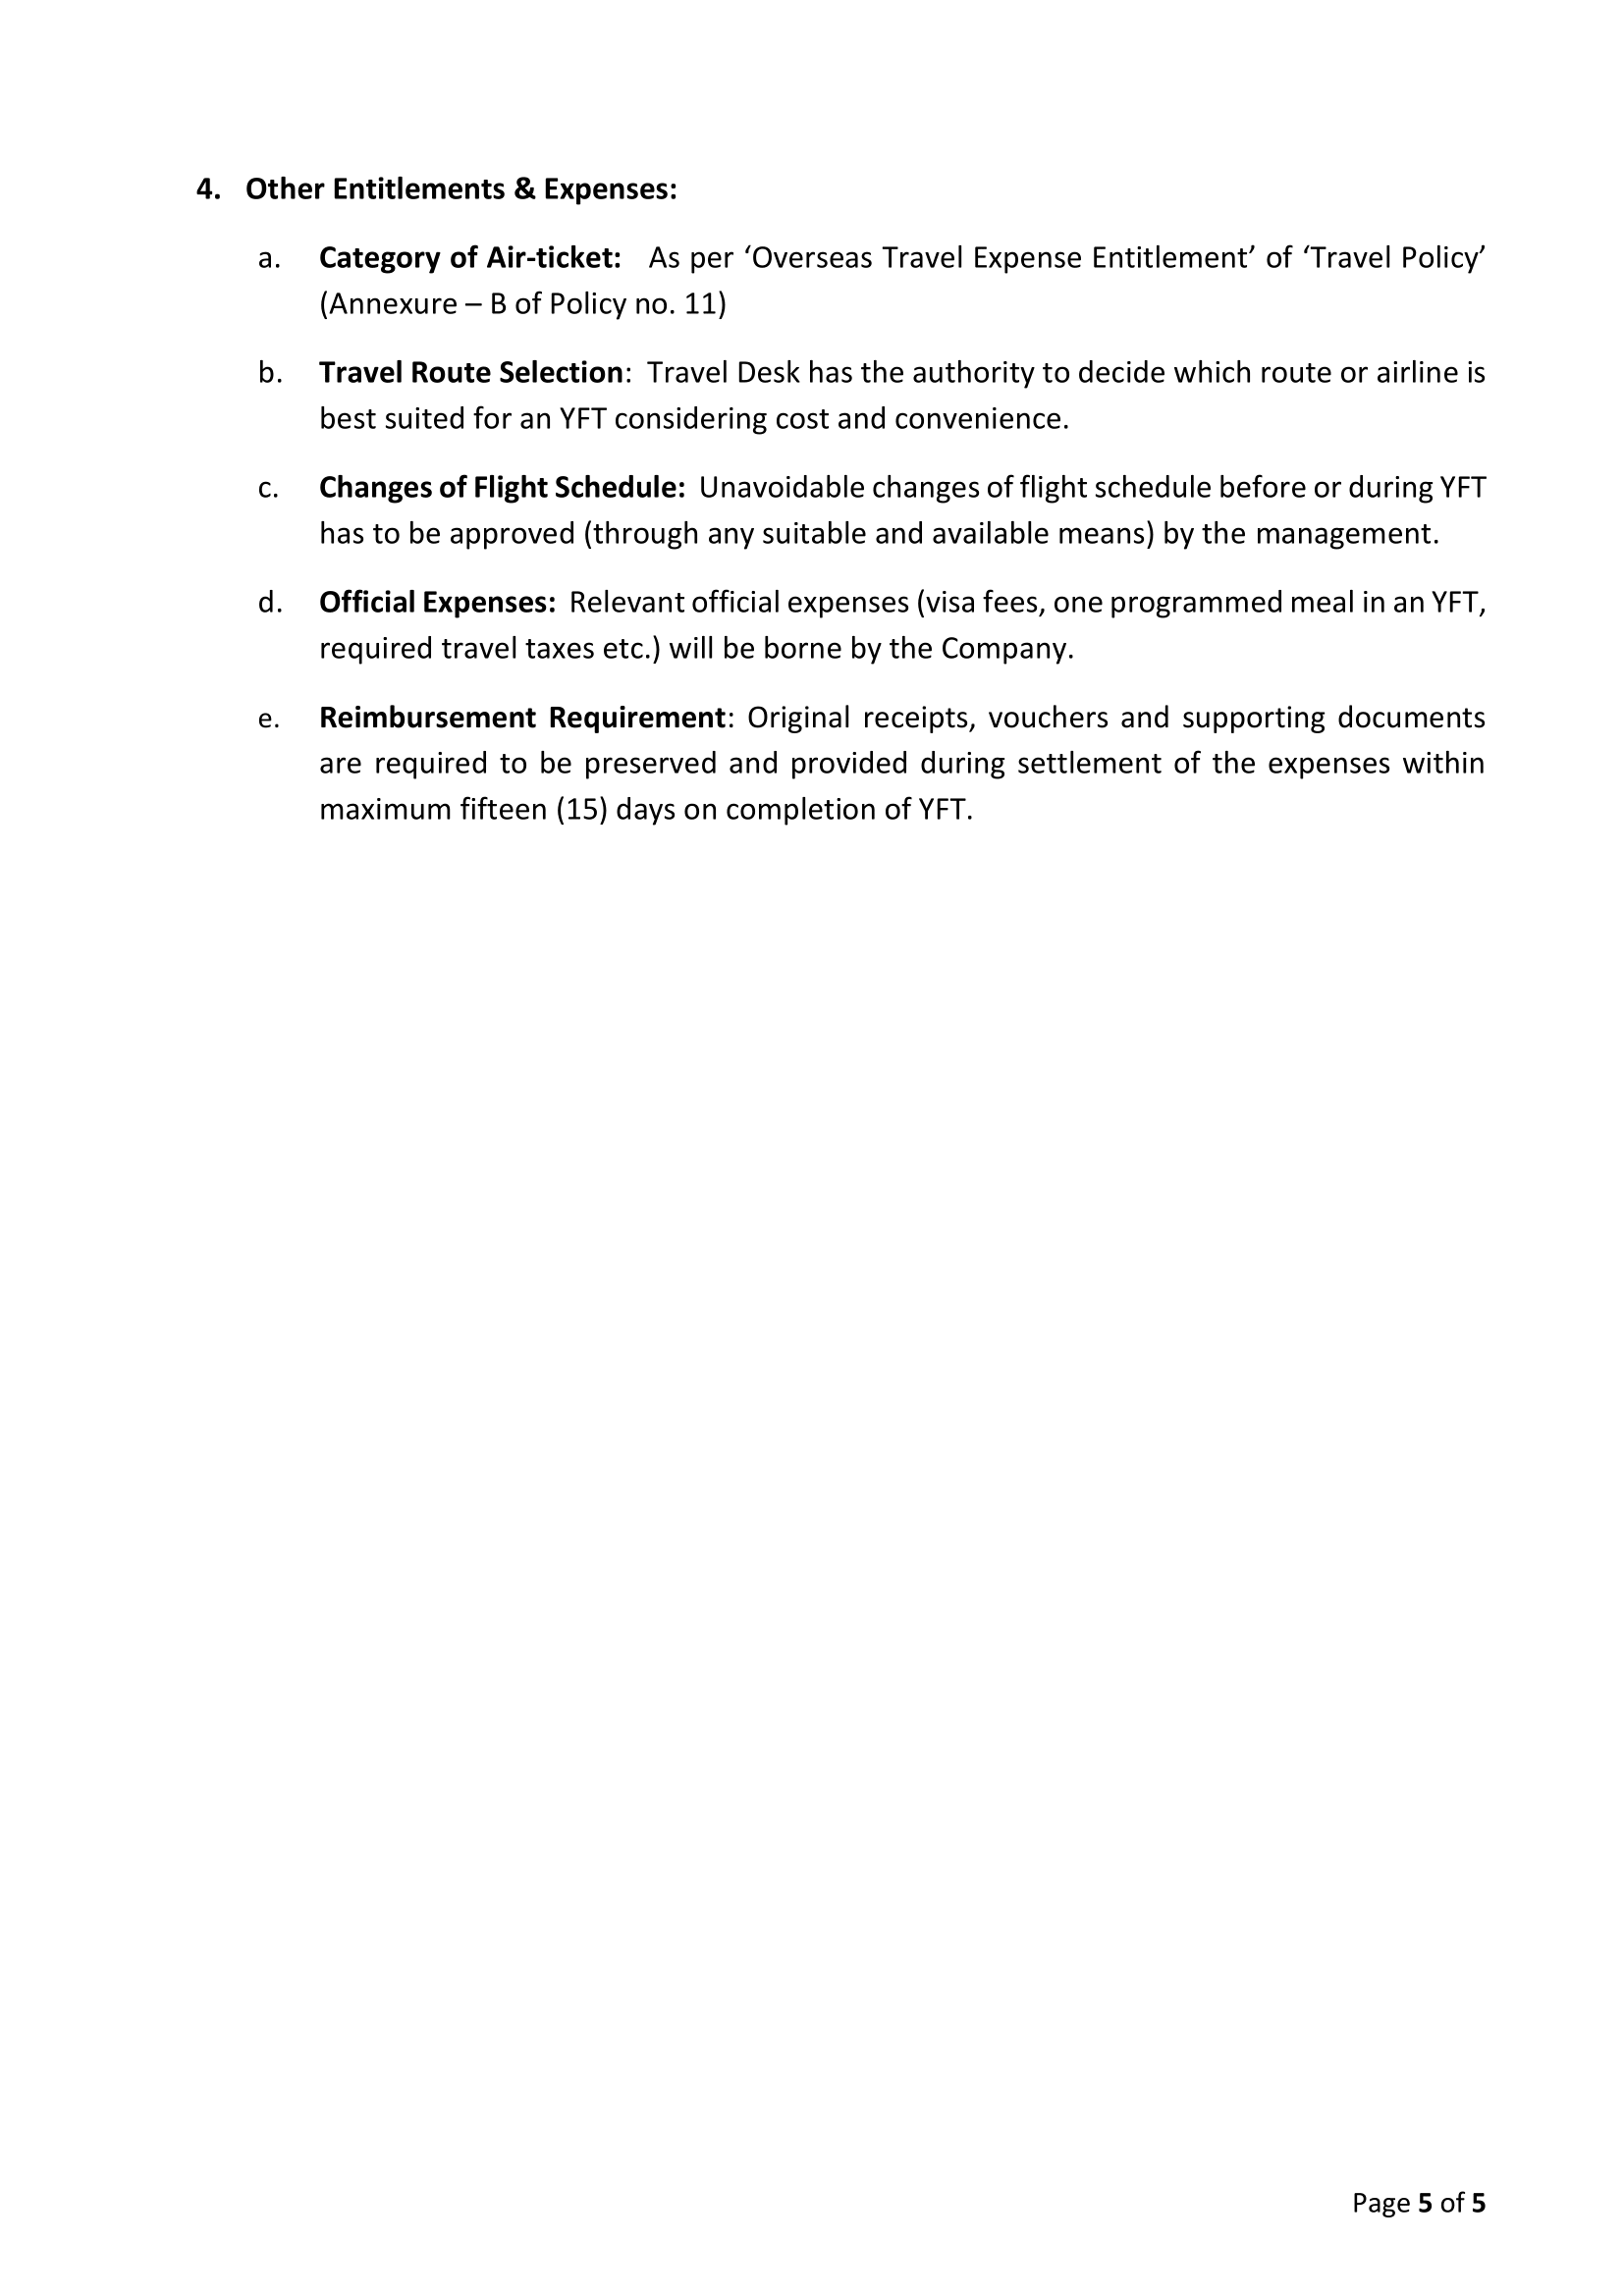 4. Other Entitlements & Expenses:
a. Category of Air-ticket: As per ‘Overseas Travel Expense Entitlement’ of ‘Travel Policy’
(Annexure – B of Policy no. 11)
b. Travel Route Selection: Travel Desk has the authority to decide which route or airline is
best suited for an YFT considering cost and convenience.
c. Changes of Flight Schedule: Unavoidable changes of flight schedule before or during YFT
has to be approved (through any suitable and available means) by the management.
d. Official Expenses: Relevant official expenses (visa fees, one programmed meal in an YFT,
required travel taxes etc.) will be borne by the Company.
e. Reimbursement Requirement: Original receipts, vouchers and supporting documents
are required to be preserved and provided during settlement of the expenses within
maximum fifteen (15) days on completion of YFT.
Page 5 of 5